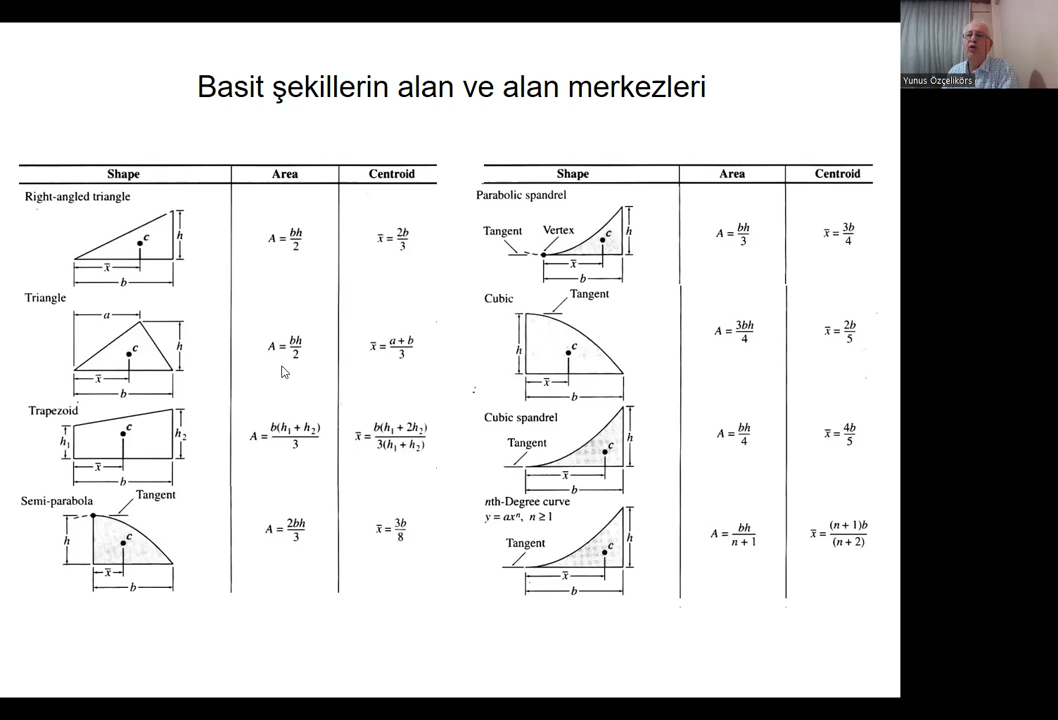 Yunus Özçelikörs
Basit şekillerin alan ve alan merkezleri
Shape Area Centroid
Right-angled triangle
c h x̄ b
A = bh/2
x̄ = 2b/3
Triangle
a c h x̄ b
A = bh/2
x̄ = (a + b)/3
Trapezoid
h₁ c h₂ x̄ b
A = b(h₁ + h₂)/3
x̄ = b(h₁ + 2h₂)/3(h₁ + h₂)
Semi-parabola
Tangent
h c x̄ b
A = 2bh/3
x̄ = 3b/8
Shape Area Centroid
Parabolic spandrel
Tangent Vertex
c h x̄ b
A = bh/3
x̄ = 3b/4
Cubic
Tangent
h c x̄ b
A = 3bh/4
x̄ = 2b/5
Cubic spandrel
Tangent
c h x̄ b
A = bh/4
x̄ = 4b/5
nth-Degree curve
y = axⁿ, n ≥ 1
Tangent
c h x̄ b
A = bh/(n + 1)
x̄ = (n + 1)b/(n + 2)